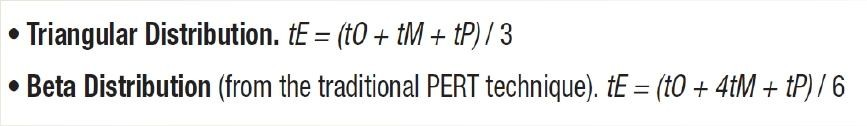 • Triangular Distribution. tE = (tO + tM + tP) / 3
• Beta Distribution (from the traditional PERT technique). tE = (tO + 4tM + tP) / 6